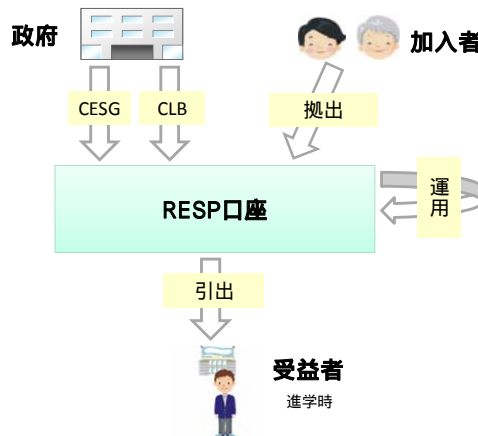 政府
加入者
CESG
CLB
拠出
RESP口座
運
用
引出
受益者
進学時